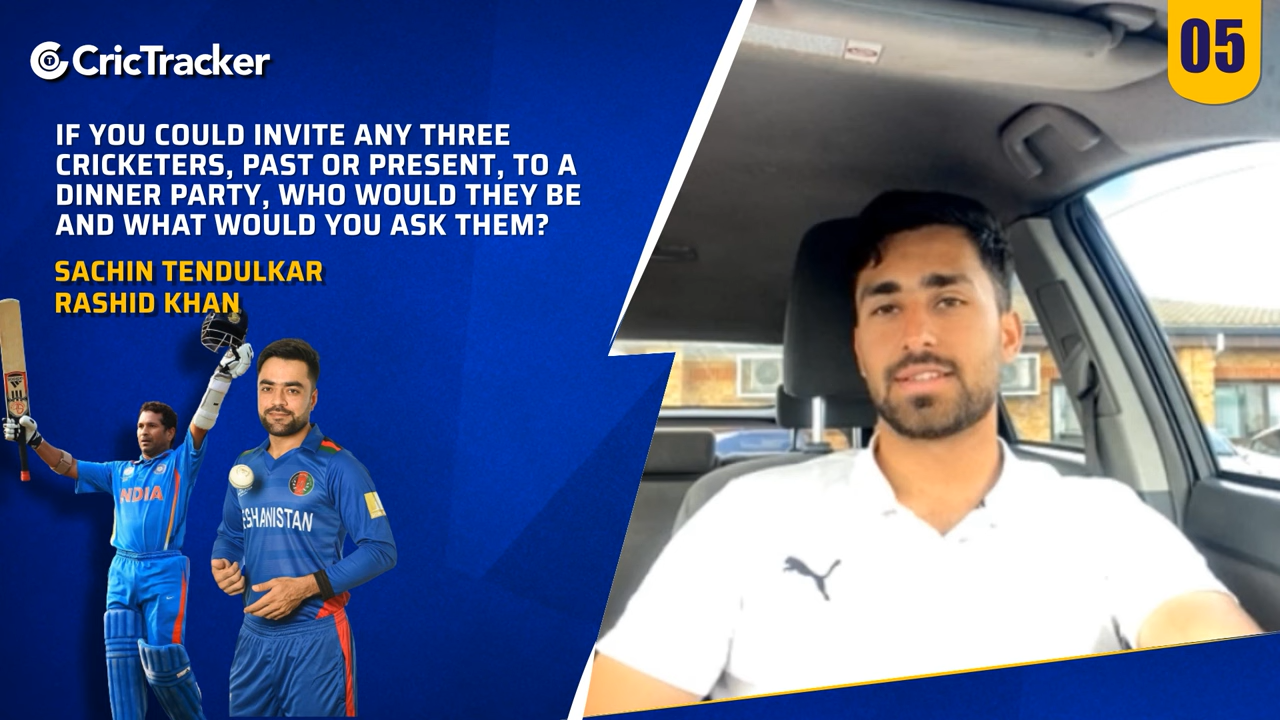 CricTracker
05
IF YOU COULD INVITE ANY THREE
CRICKETERS, PAST OR PRESENT, TO A
DINNER PARTY, WHO WOULD THEY BE
AND WHAT WOULD YOU ASK THEM?
SACHIN TENDULKAR
RASHID KHAN
INDIA
GHANISTAN